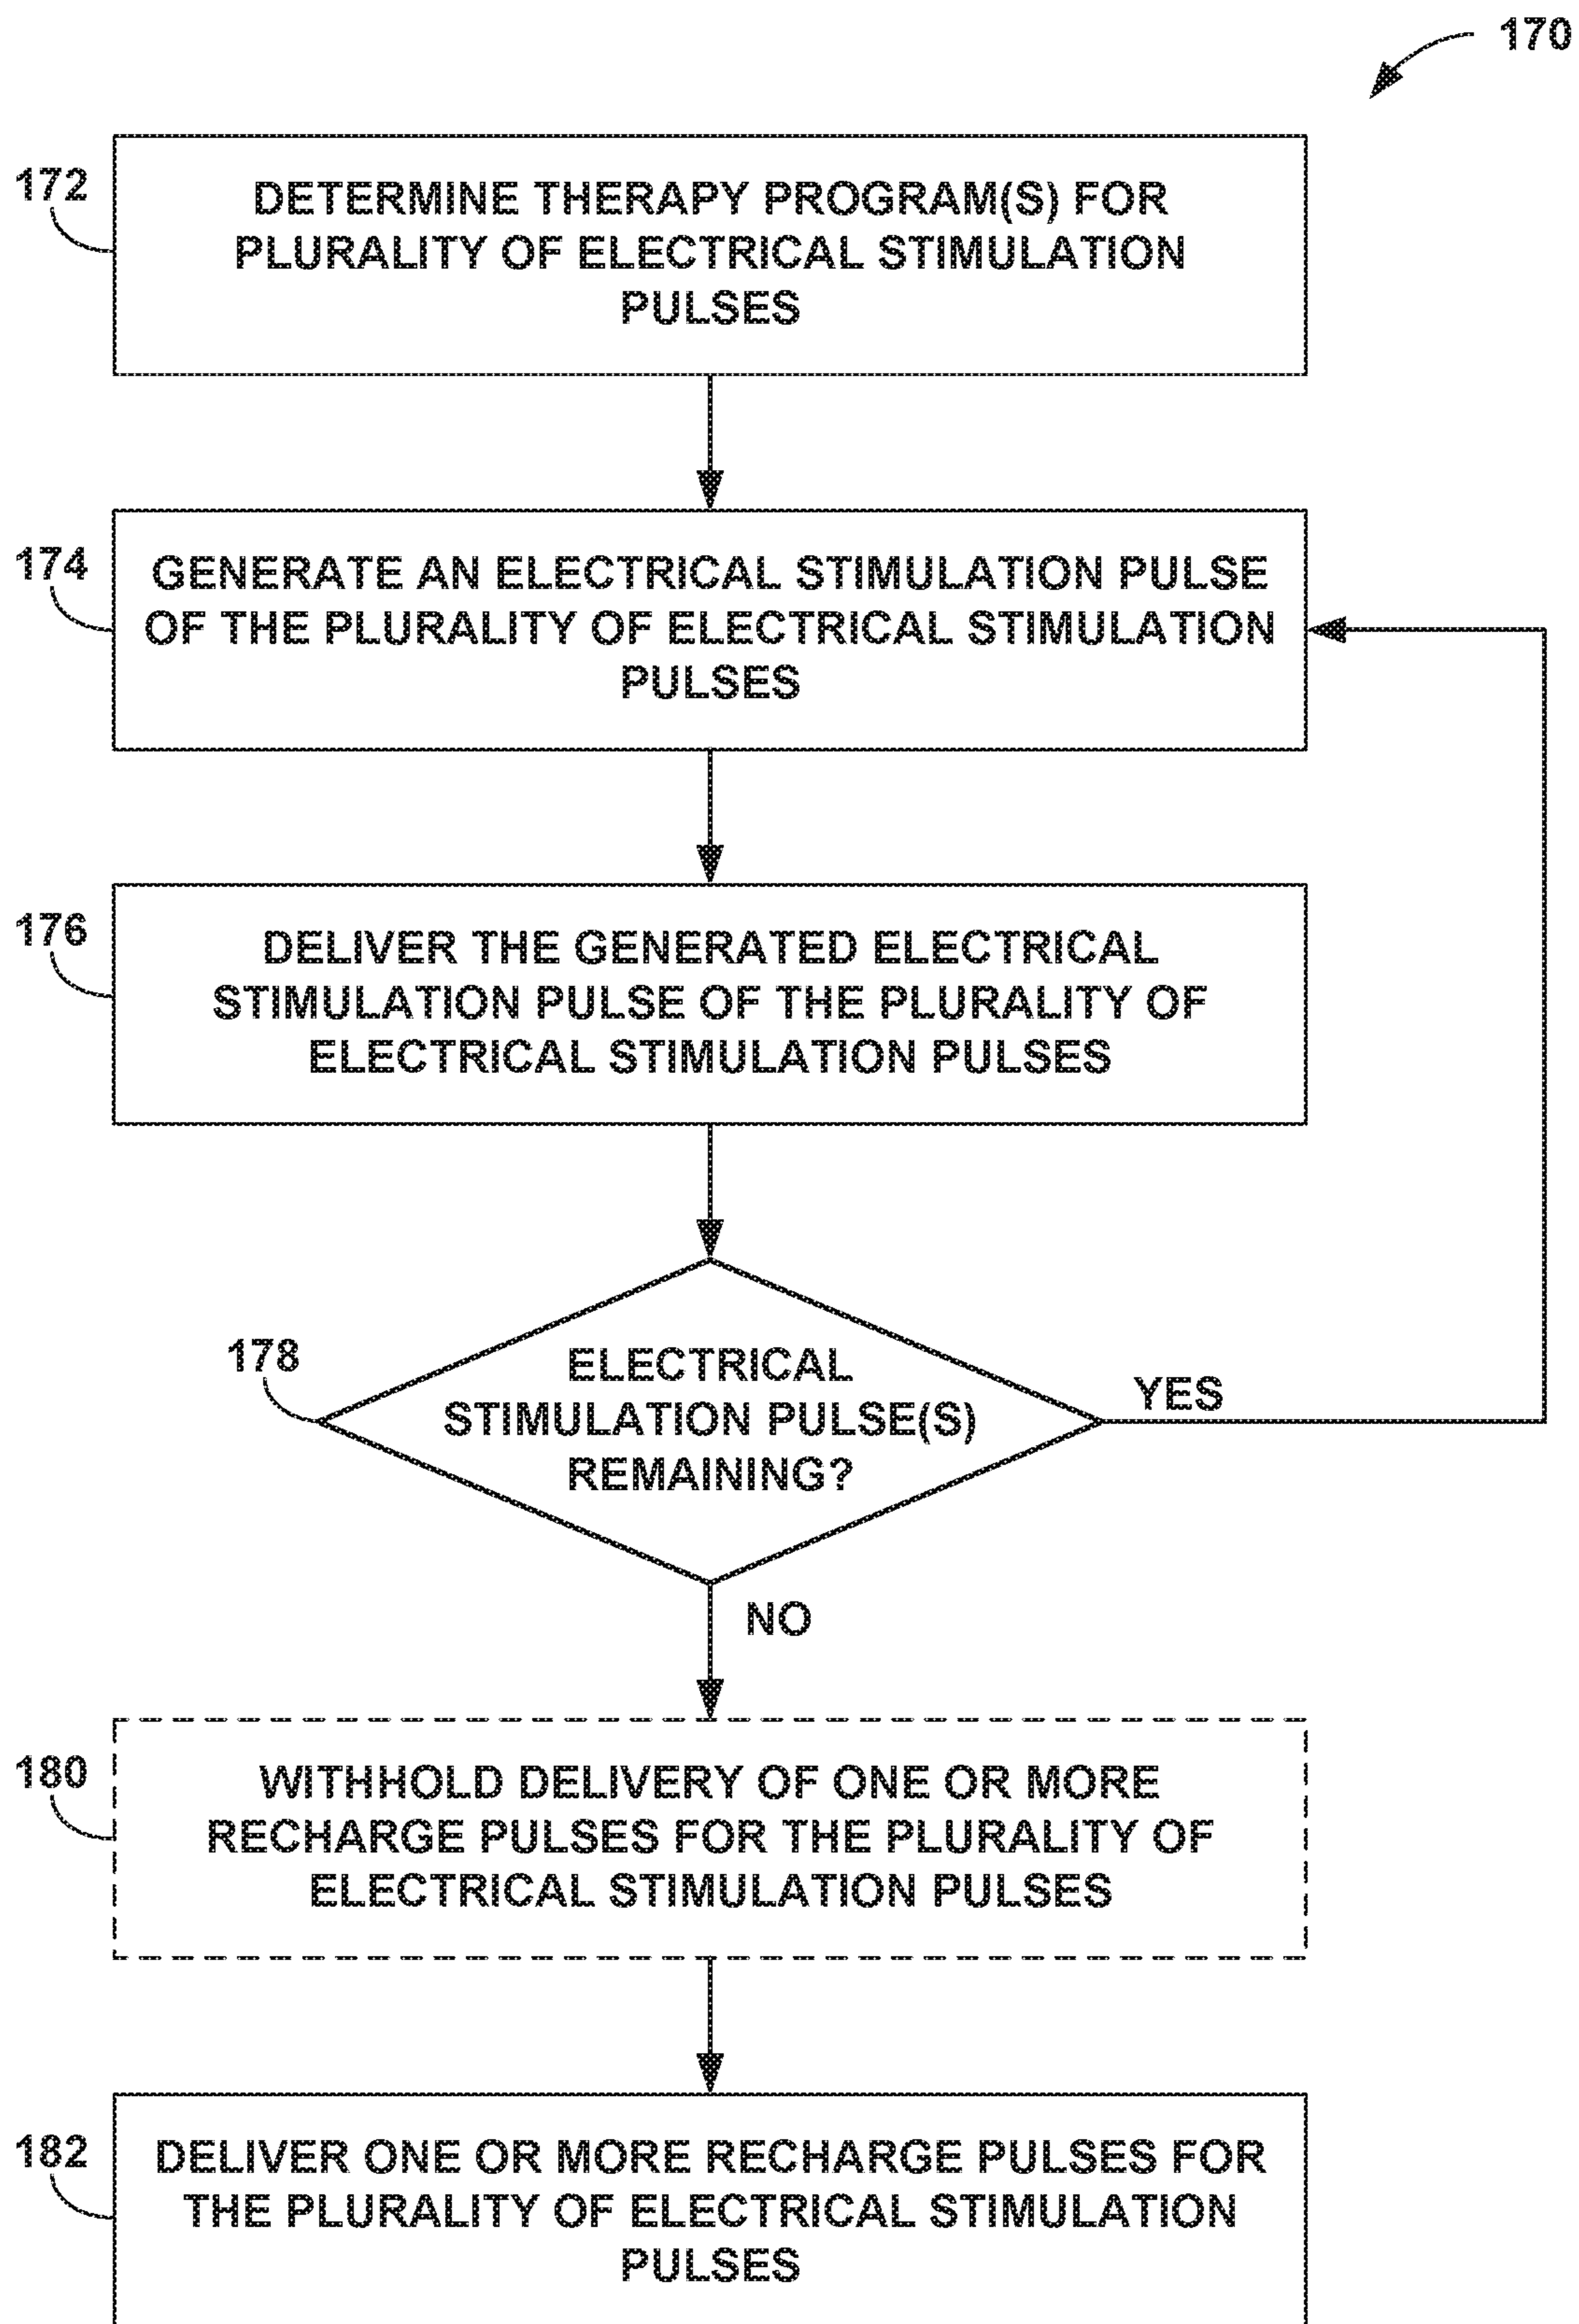 170
172
DETERMINE THERAPY PROGRAM(S) FOR
PLURALITY OF ELECTRICAL STIMULATION
PULSES
174
GENERATE AN ELECTRICAL STIMULATION PULSE
OF THE PLURALITY OF ELECTRICAL STIMULATION
PULSES
176
DELIVER THE GENERATED ELECTRICAL
STIMULATION PULSE OF THE PLURALITY OF
ELECTRICAL STIMULATION PULSES
178
ELECTRICAL
STIMULATION PULSE(S)
REMAINING?
YES
NO
180
WITHHOLD DELIVERY OF ONE OR MORE
RECHARGE PULSES FOR THE PLURALITY OF
ELECTRICAL STIMULATION PULSES
182
DELIVER ONE OR MORE RECHARGE PULSES FOR
THE PLURALITY OF ELECTRICAL STIMULATION
PULSES